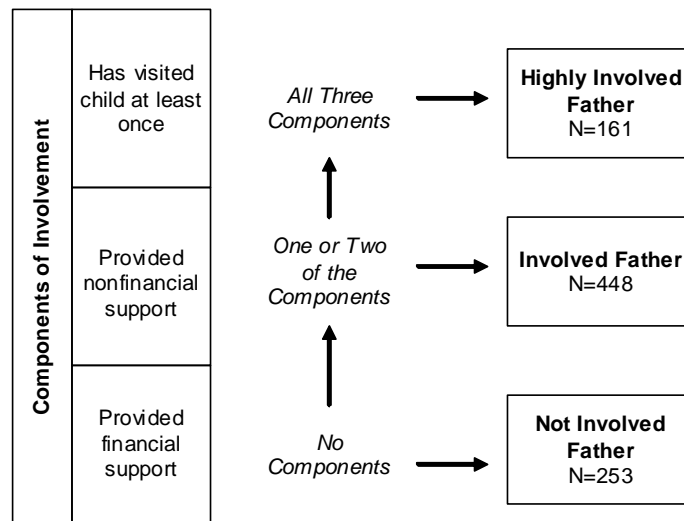 Components of Involvement
Has visited
child at least
once
All Three
Components
Highly Involved
Father
N=161
Provided
nonfinancial
support
One or Two
of the
Components
Involved Father
N=448
Provided
financial
support
No
Components
Not Involved
Father
N=253